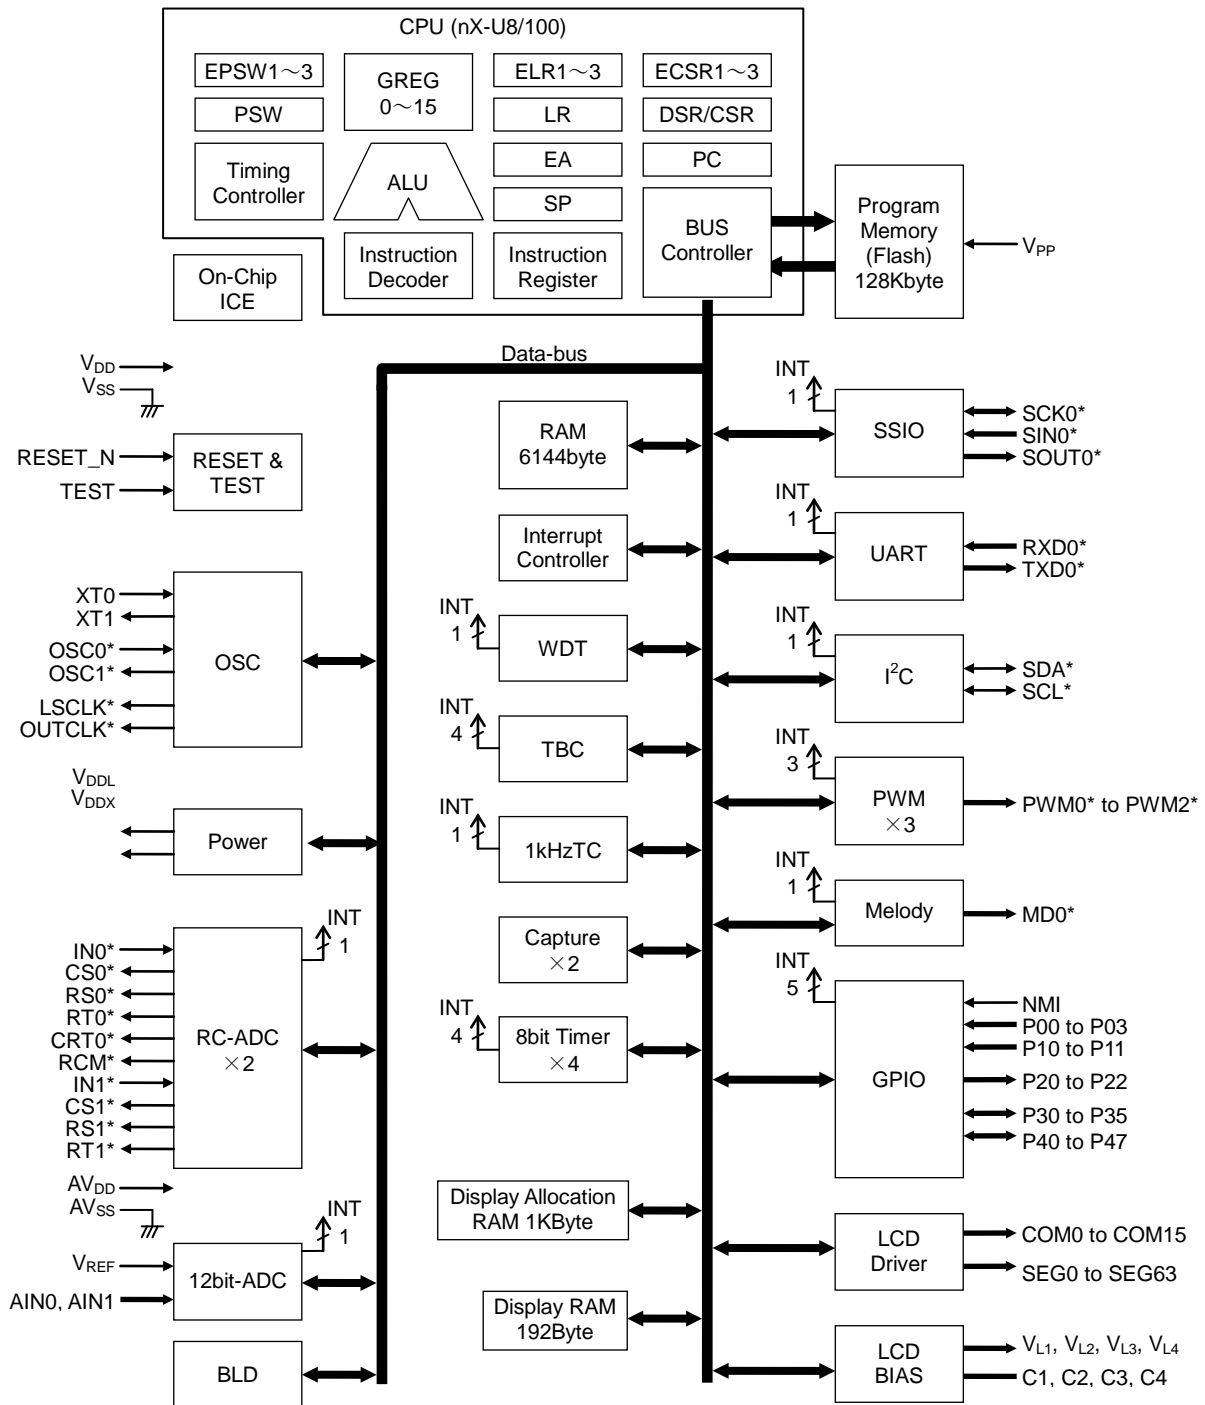 CPU (nX-U8/100)
EPSW1～3
GREG
0～15
ELR1～3
ECSR1～3
PSW
LR
DSR/CSR
Timing
Controller
ALU
EA
PC
SP
BUS
Controller
Program
Memory
(Flash)
128Kbyte
VPP
On-Chip
ICE
Instruction
Decoder
Instruction
Register
Data-bus
VDD
VSS
RESET_N
TEST
RESET &
TEST
XT0
XT1
OSC0*
OSC1*
LSCLK*
OUTCLK*
OSC
VDDL
VDDX
Power
IN0*
CS0*
RS0*
RT0*
CRT0*
RCM*
IN1*
CS1*
RS1*
RT1*
RC-ADC
×2
INT
1
AVDD
AVSS
VREF
AIN0, AIN1
12bit-ADC
INT
1
BLD
RAM
6144byte
Interrupt
Controller
INT
1
WDT
INT
4
TBC
INT
1
1kHzTC
Capture
×2
INT
4
8bit Timer
×4
Display Allocation
RAM 1KByte
Display RAM
192Byte
INT
1
SSIO
SCK0*
SIN0*
SOUT0*
INT
1
UART
RXD0*
TXD0*
INT
1
I2C
SDA*
SCL*
INT
3
PWM
×3
PWM0* to PWM2*
INT
1
Melody
MD0*
INT
5
GPIO
NMI
P00 to P03
P10 to P11
P20 to P22
P30 to P35
P40 to P47
LCD
Driver
COM0 to COM15
SEG0 to SEG63
LCD
BIAS
VL1, VL2, VL3, VL4
C1, C2, C3, C4